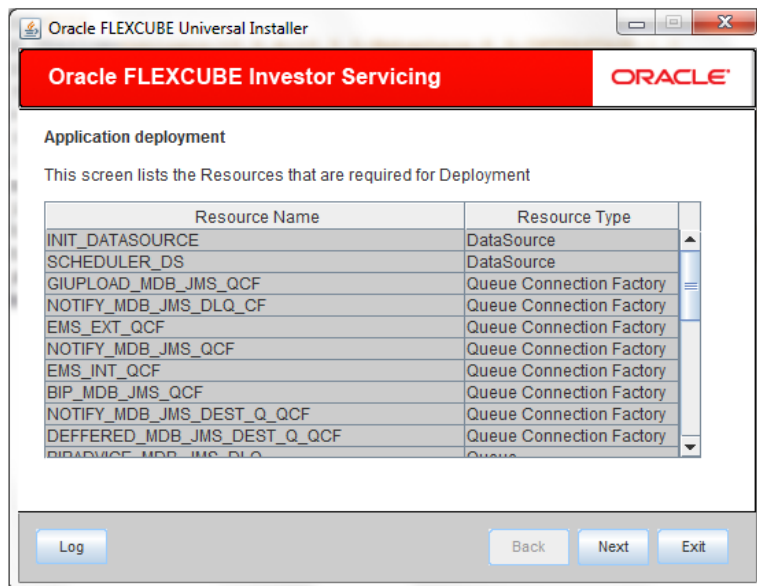 Oracle FLEXCUBE Universal Installer
Oracle FLEXCUBE Investor Servicing ORACLE
Application deployment
This screen lists the Resources that are required for Deployment
Resource Name Resource Type
INIT_DATASOURCE DataSource
SCHEDULER_DS DataSource
GIUPLOAD_MDB_JMS_QCF Queue Connection Factory
NOTIFY_MDB_JMS_DLQ_CF Queue Connection Factory
EMS_EXT_QCF Queue Connection Factory
NOTIFY_MDB_JMS_QCF Queue Connection Factory
EMS_INT_QCF Queue Connection Factory
BIP_MDB_JMS_QCF Queue Connection Factory
NOTIFY_MDB_JMS_DEST_Q_QCF Queue Connection Factory
DEFFERED_MDB_JMS_DEST_Q_QCF Queue Connection Factory
BIPADVICE_MDB_JMS_DLQ Queue
Log Back Next Exit